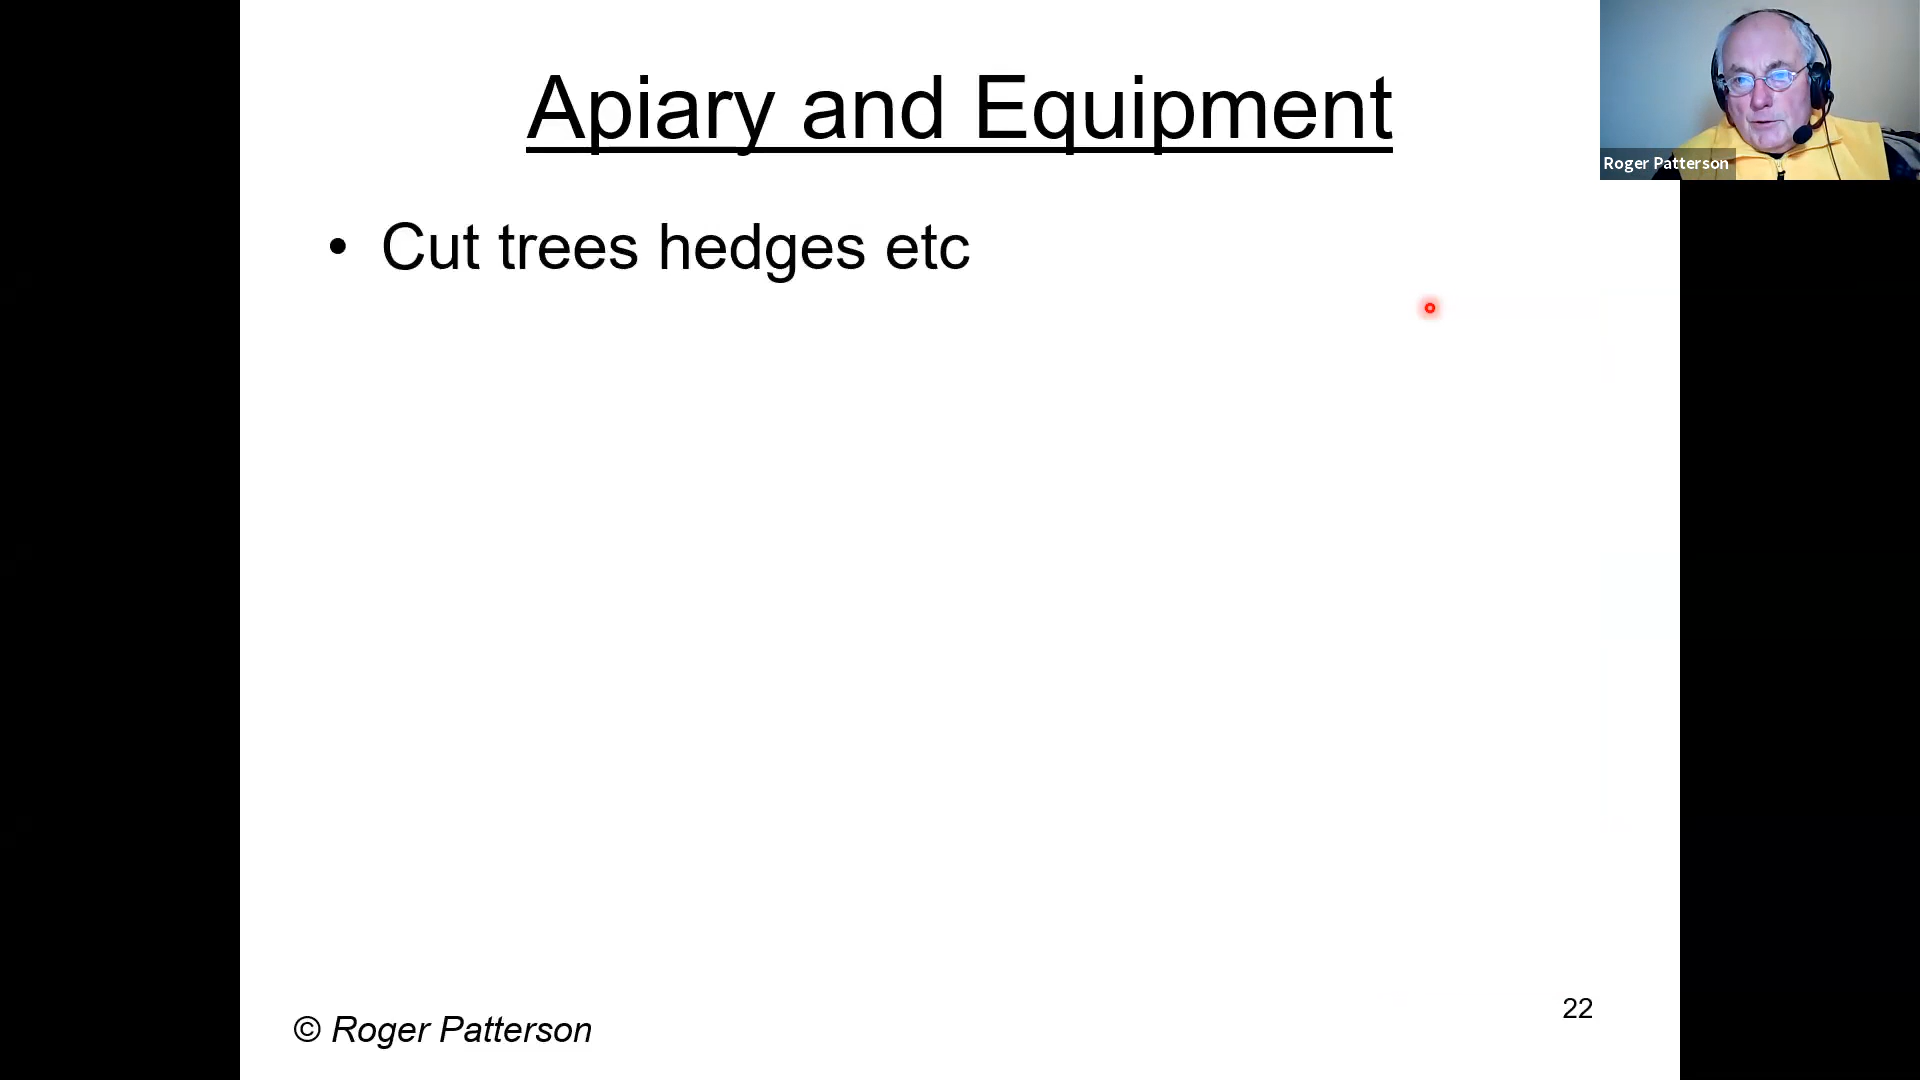 Apiary and Equipment
Roger Patterson
• Cut trees hedges etc
22
© Roger Patterson